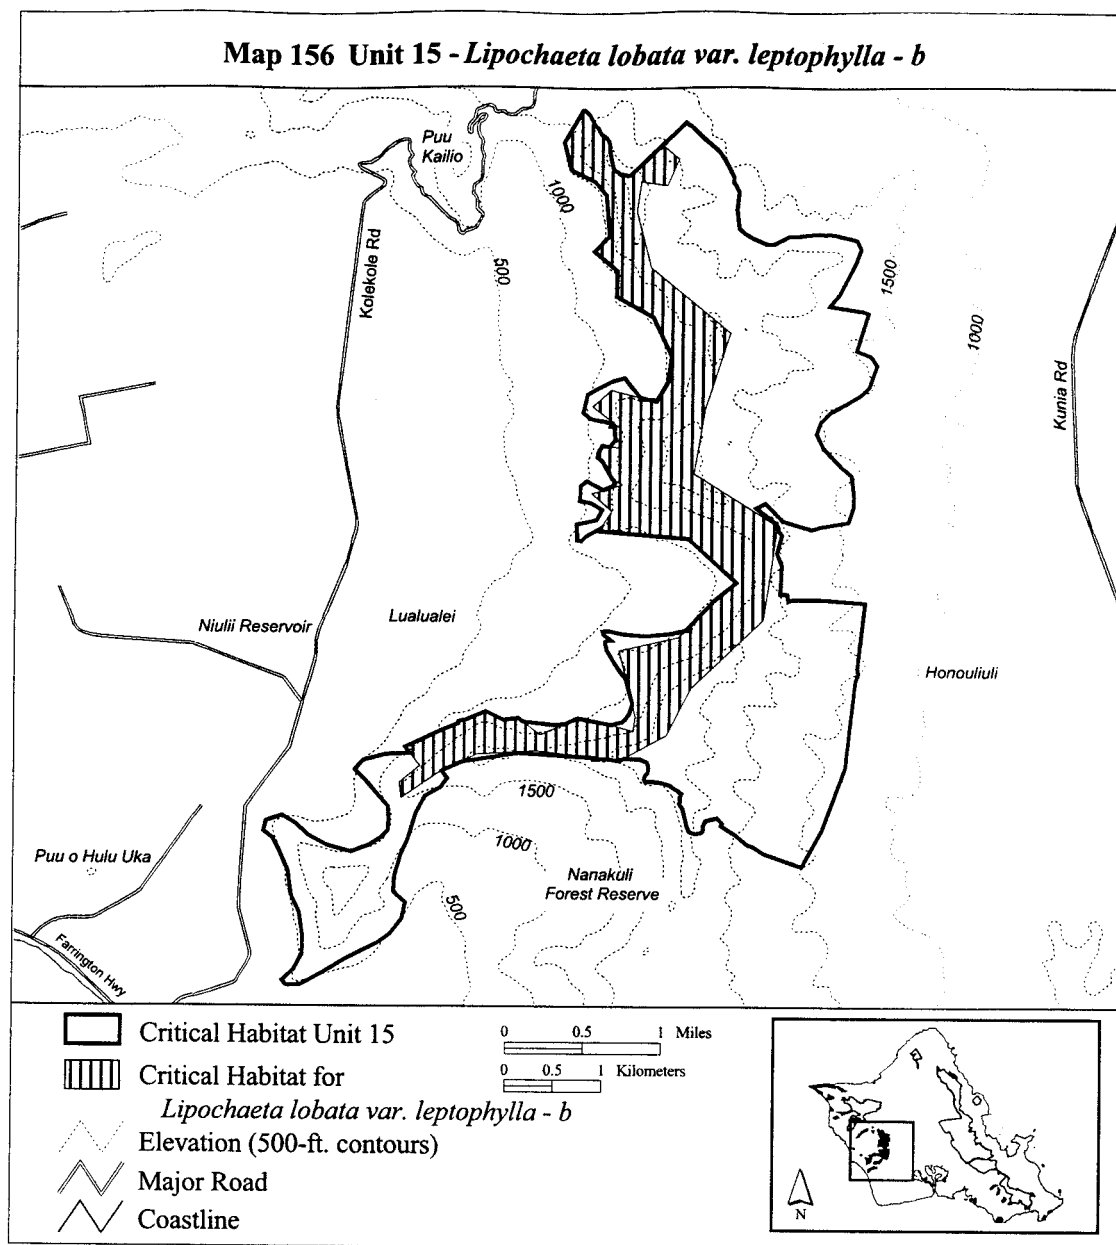 Map 156 Unit 15 - Lipochaeta lobata var. leptophylla - b
Puu
Kailio
1000
Kolekole Rd
500
1500
1000
Kunia Rd
Niulii Reservoir
Lualualei
Honouliuli
1500
1000
Puu o Hulu Uka
Nanakuli
Forest Reserve
500
Farrington Hwy
Critical Habitat Unit 15
0 0.5 1 Miles
Critical Habitat for
0 0.5 1 Kilometers
Lipochaeta lobata var. leptophylla - b
Elevation (500-ft. contours)
Major Road
Coastline
N